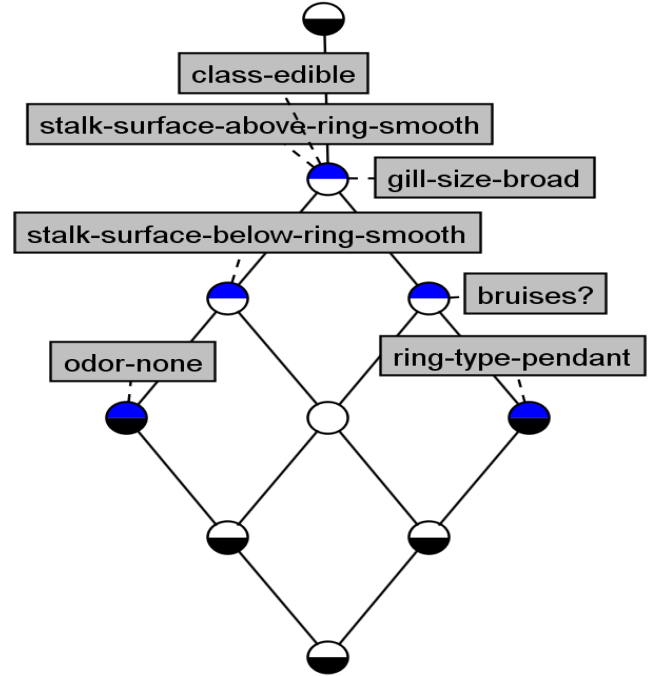 class-edible
stalk-surface-above-ring-smooth
gill-size-broad
stalk-surface-below-ring-smooth
bruises?
odor-none
ring-type-pendant